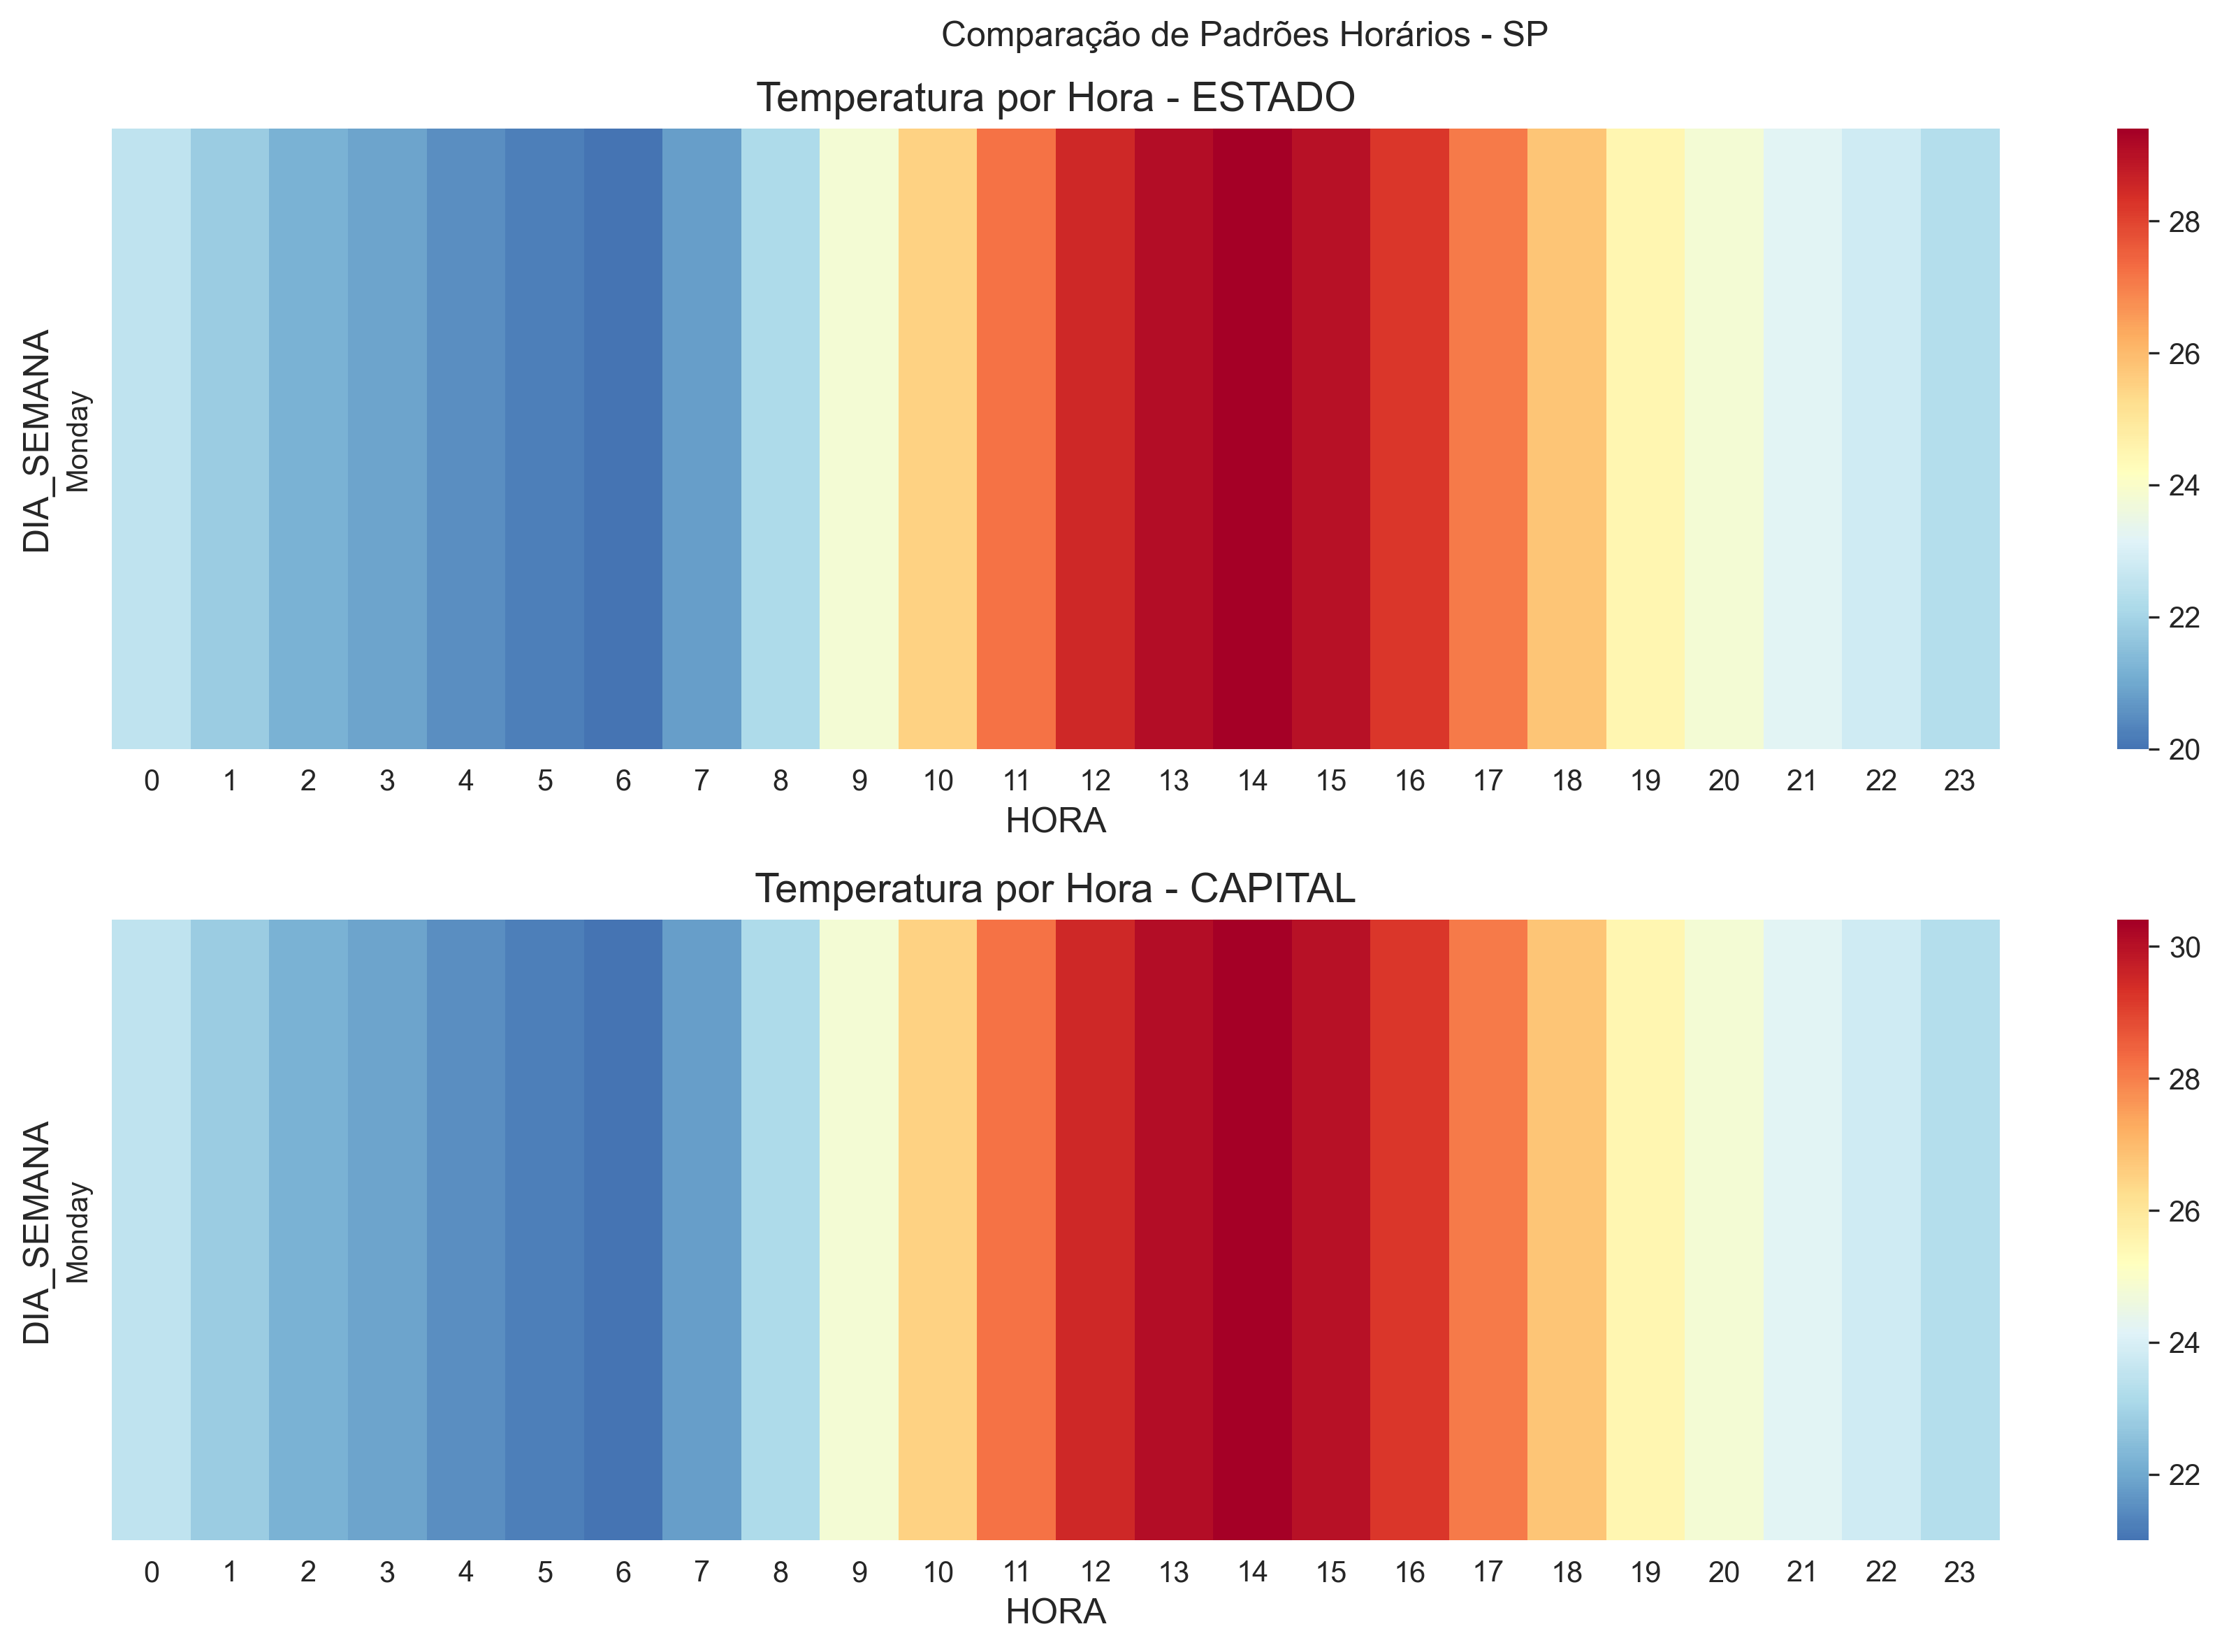 Comparação de Padrões Horários - SP
Temperatura por Hora - ESTADO
DIA_SEMANA
Monday
28
26
24
22
20
0 1 2 3 4 5 6 7 8 9 10 11 12 13 14 15 16 17 18 19 20 21 22 23
HORA
Temperatura por Hora - CAPITAL
DIA_SEMANA
Monday
30
28
26
24
22
0 1 2 3 4 5 6 7 8 9 10 11 12 13 14 15 16 17 18 19 20 21 22 23
HORA